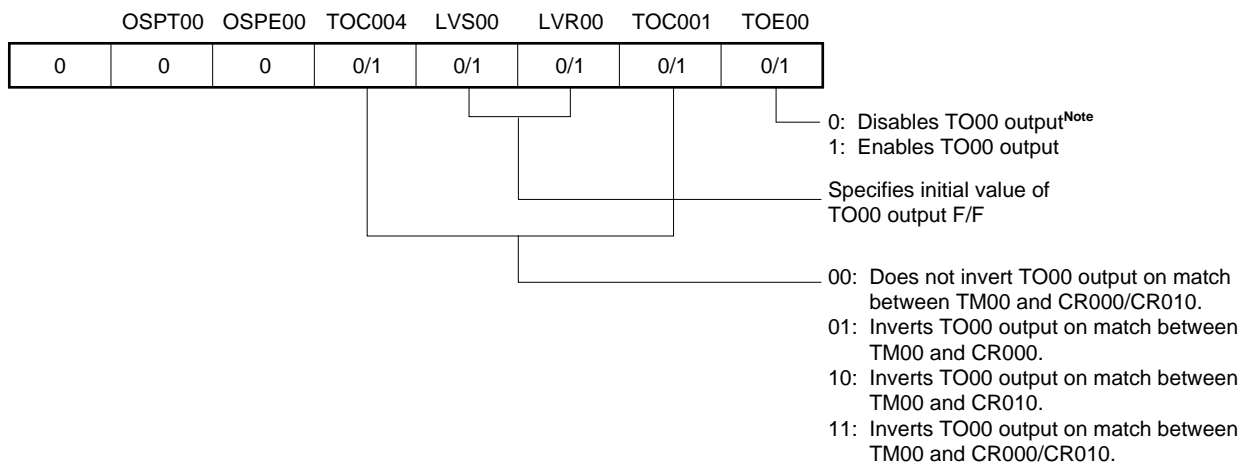 OSPT00 OSPE00 TOC004 LVS00 LVR00 TOC001 TOE00
0 0 0 0/1 0/1 0/1 0/1 0/1
0: Disables TO00 outputNote
1: Enables TO00 output
Specifies initial value of
TO00 output F/F
00: Does not invert TO00 output on match
between TM00 and CR000/CR010.
01: Inverts TO00 output on match between
TM00 and CR000.
10: Inverts TO00 output on match between
TM00 and CR010.
11: Inverts TO00 output on match between
TM00 and CR000/CR010.